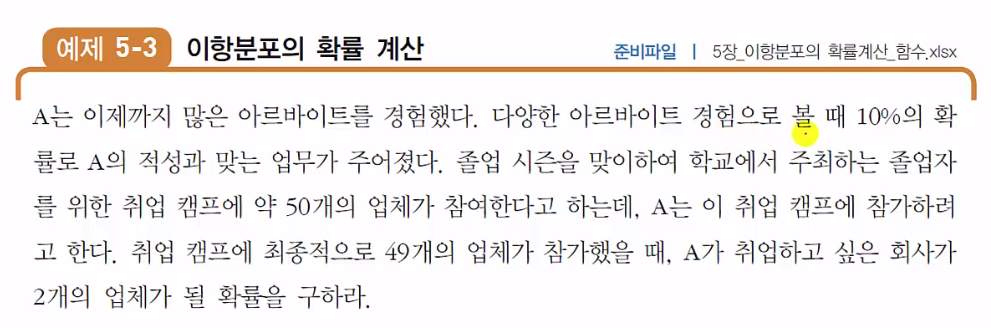 예제 5-3 이항분포의 확률 계산 준비파일 | 5장_이항분포의 확률계산_함수.xlsx
A는 이제까지 많은 아르바이트를 경험했다. 다양한 아르바이트 경험으로 볼 때 10%의 확
률로 A의 적성과 맞는 업무가 주어졌다. 졸업 시즌을 맞이하여 학교에서 주최하는 졸업자
를 위한 취업 캠프에 약 50개의 업체가 참여한다고 하는데, A는 이 취업 캠프에 참가하려
고 한다. 취업 캠프에 최종적으로 49개의 업체가 참가했을 때, A가 취업하고 싶은 회사가
2개의 업체가 될 확률을 구하라.